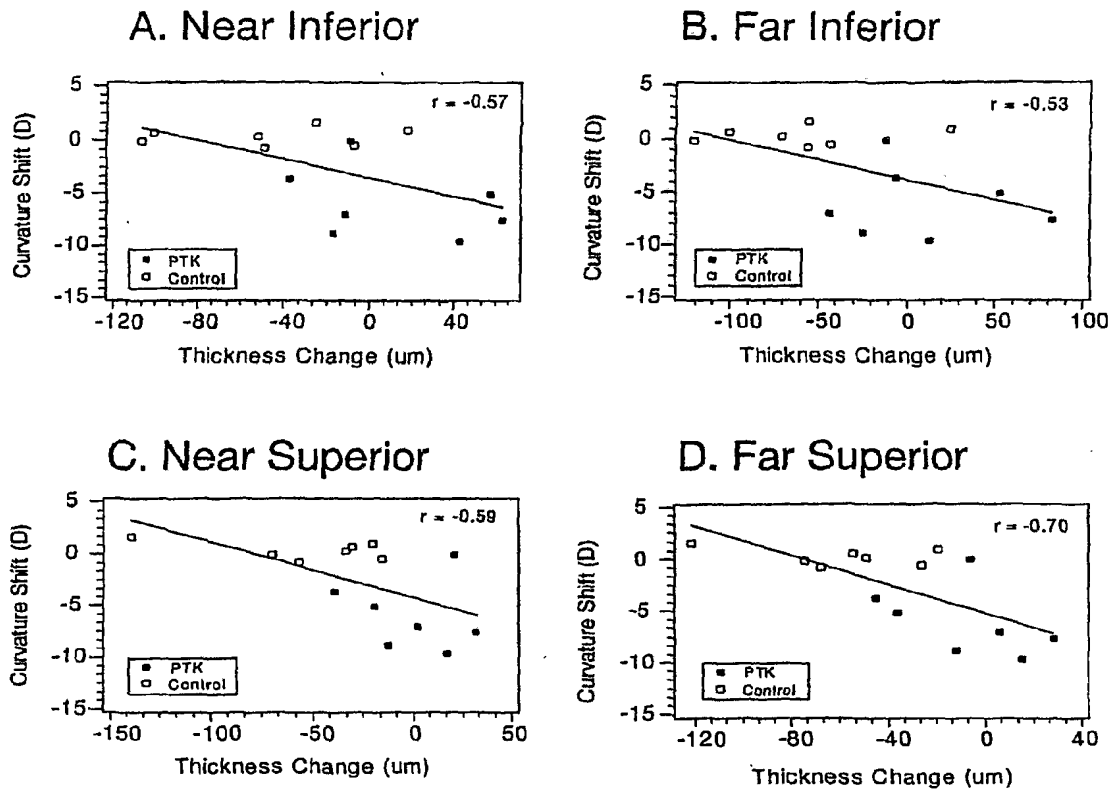 A. Near Inferior
r = -0.57
Curvature Shift (D)
5
0
-5
-10
-15
PTK
Control
-120
-80
-40
0
40
Thickness Change (um)
B. Far Inferior
r = -0.53
Curvature Shift (D)
5
0
-5
-10
-15
PTK
Control
-100
-50
0
50
100
Thickness Change (um)
C. Near Superior
r = -0.59
Curvature Shift (D)
5
0
-5
-10
-15
PTK
Control
-150
-100
-50
0
50
Thickness Change (um)
D. Far Superior
r = -0.70
Curvature Shift (D)
5
0
-5
-10
-15
PTK
Control
-120
-80
-40
0
40
Thickness Change (um)